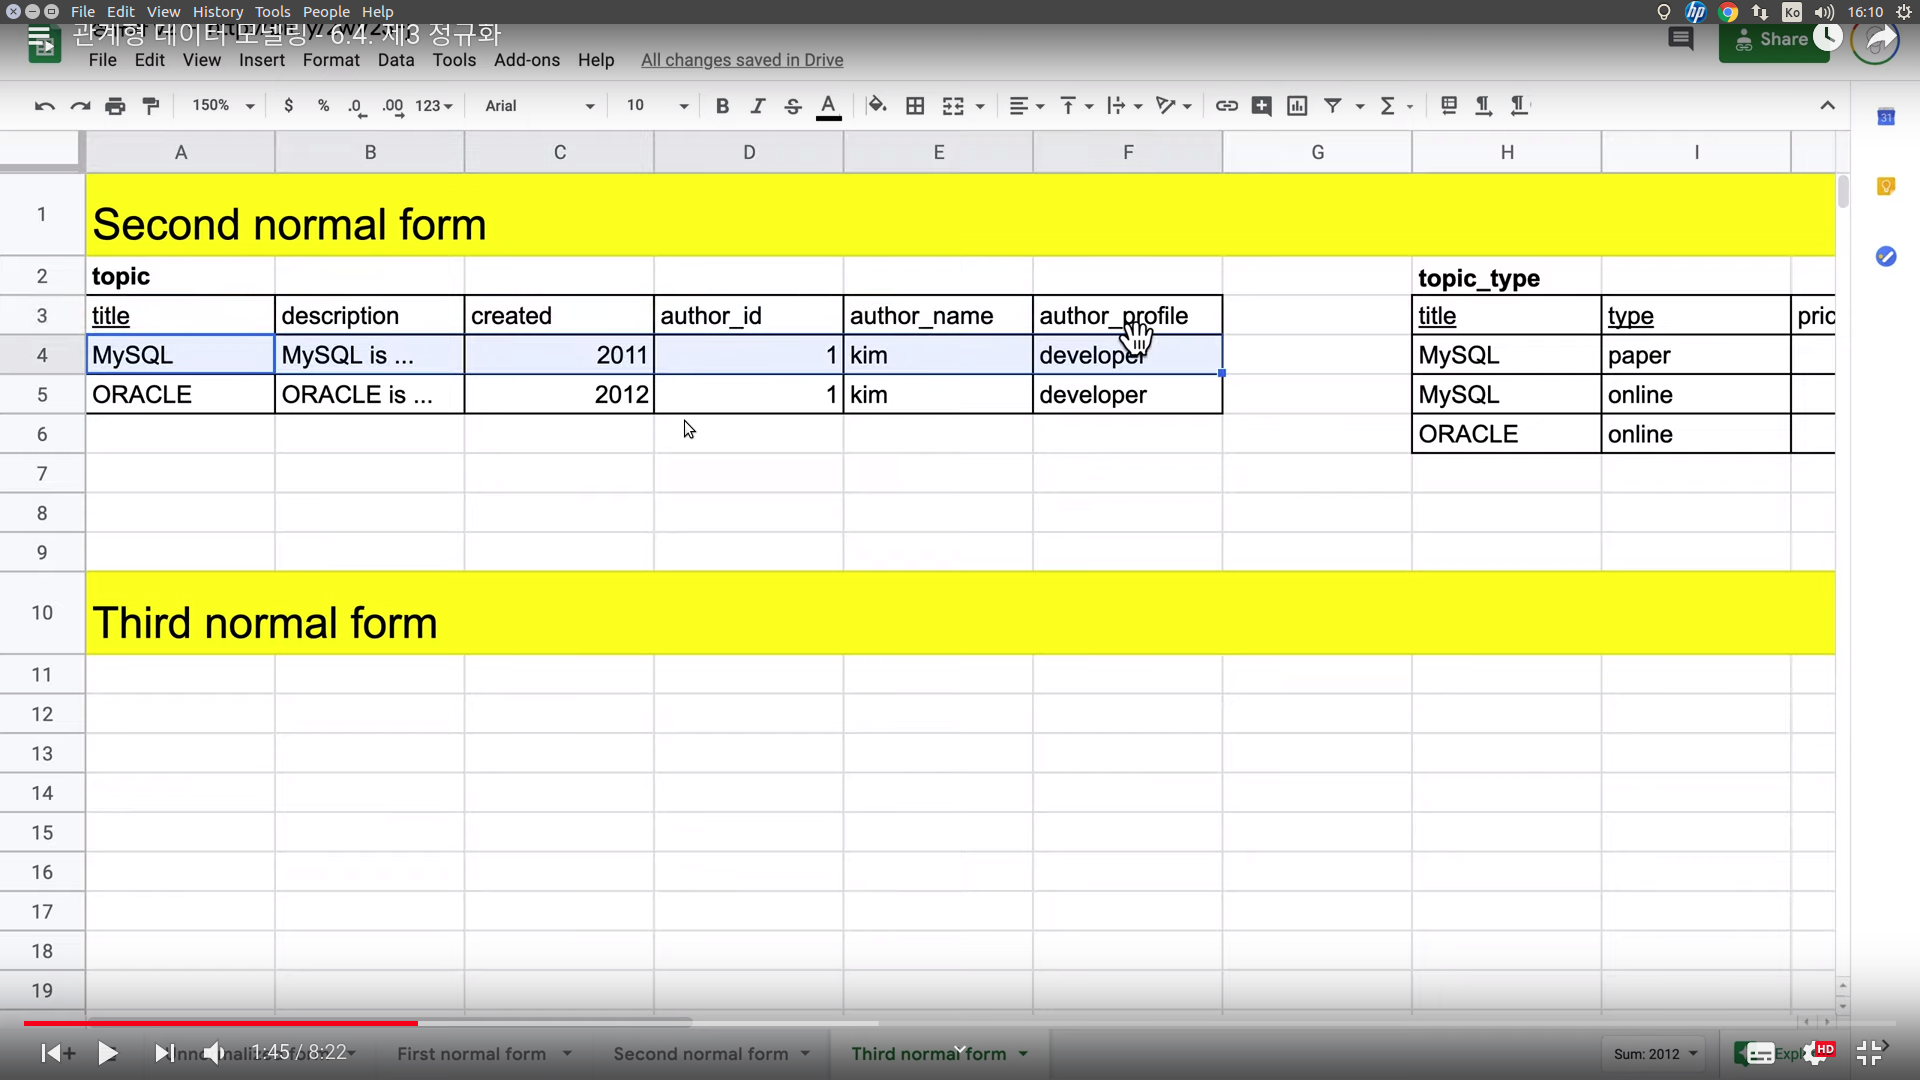 File Edit View History Tools People Help
Ko 16:10
관계형 데이터 모델링 - 6.4. 제3 정규화
File Edit View Insert Format Data Tools Add-ons Help All changes saved in Drive
Share
150% $ % .0 .00 123 Arial 10 B I S A
31
A B C D E F G H I
1 Second normal form
2 topic topic_type
3 title description created author_id author_name author_profile title type
4 MySQL MySQL is ... 2011 1 kim developer MySQL paper
5 ORACLE ORACLE is ... 2012 1 kim developer MySQL online
6 ORACLE online
7
8
9
10 Third normal form
11
12
13
14
15
16
17
18
19
1:45 / 8:22 First normal form Second normal form Third normal form Sum: 2012 HD